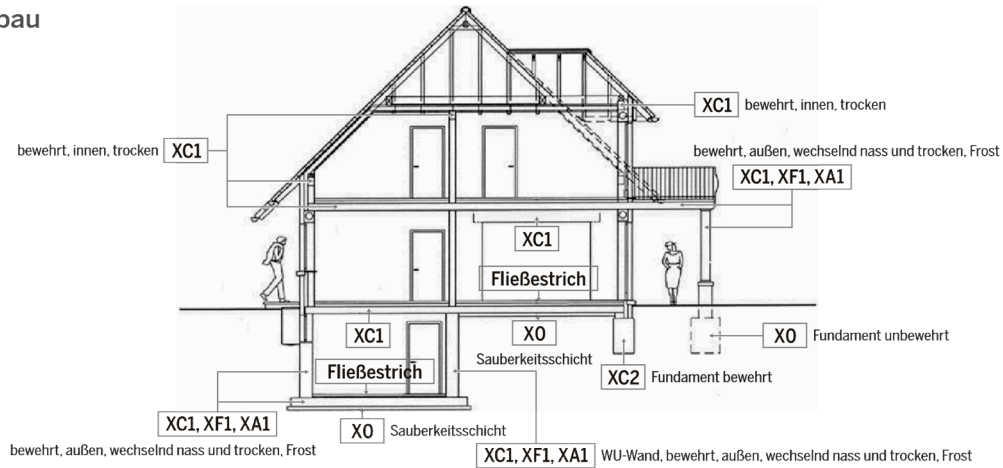 bau
XC1 bewehrt, innen, trocken
bewehrt, innen, trocken XC1
bewehrt, außen, wechselnd nass und trocken, Frost
XC1, XF1, XA1
XC1
Fließestrich
XC1
X0
Sauberkeitsschicht
X0 Fundament unbewehrt
XC2 Fundament bewehrt
Fließestrich
XC1, XF1, XA1
bewehrt, außen, wechselnd nass und trocken, Frost
X0 Sauberkeitsschicht
XC1, XF1, XA1 WU-Wand, bewehrt, außen, wechselnd nass und trocken, Frost